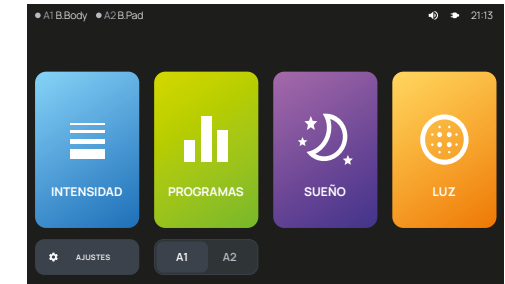 A1 B.Body A2 B.Pad 21:13
INTENSIDAD PROGRAMAS SUEÑO LUZ
AJUSTES A1 A2